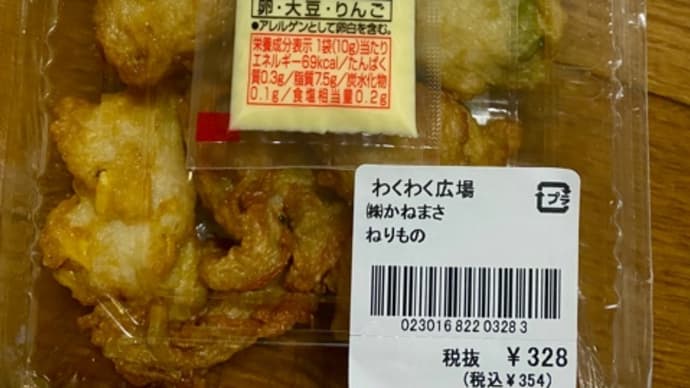 卵・大豆・りんご
●アレルゲンとして卵白を含む。
栄養成分表示 1袋(10g)当たり
エネルギー69kcal/たんぱく
質0.3g/脂質7.5g/炭水化物
0.1g/食塩相当量0.2g
わくわく広場
プラ
㈱かねまさ
ねりもの
023016 822 0328 3
税抜 ¥328
(税込¥354)